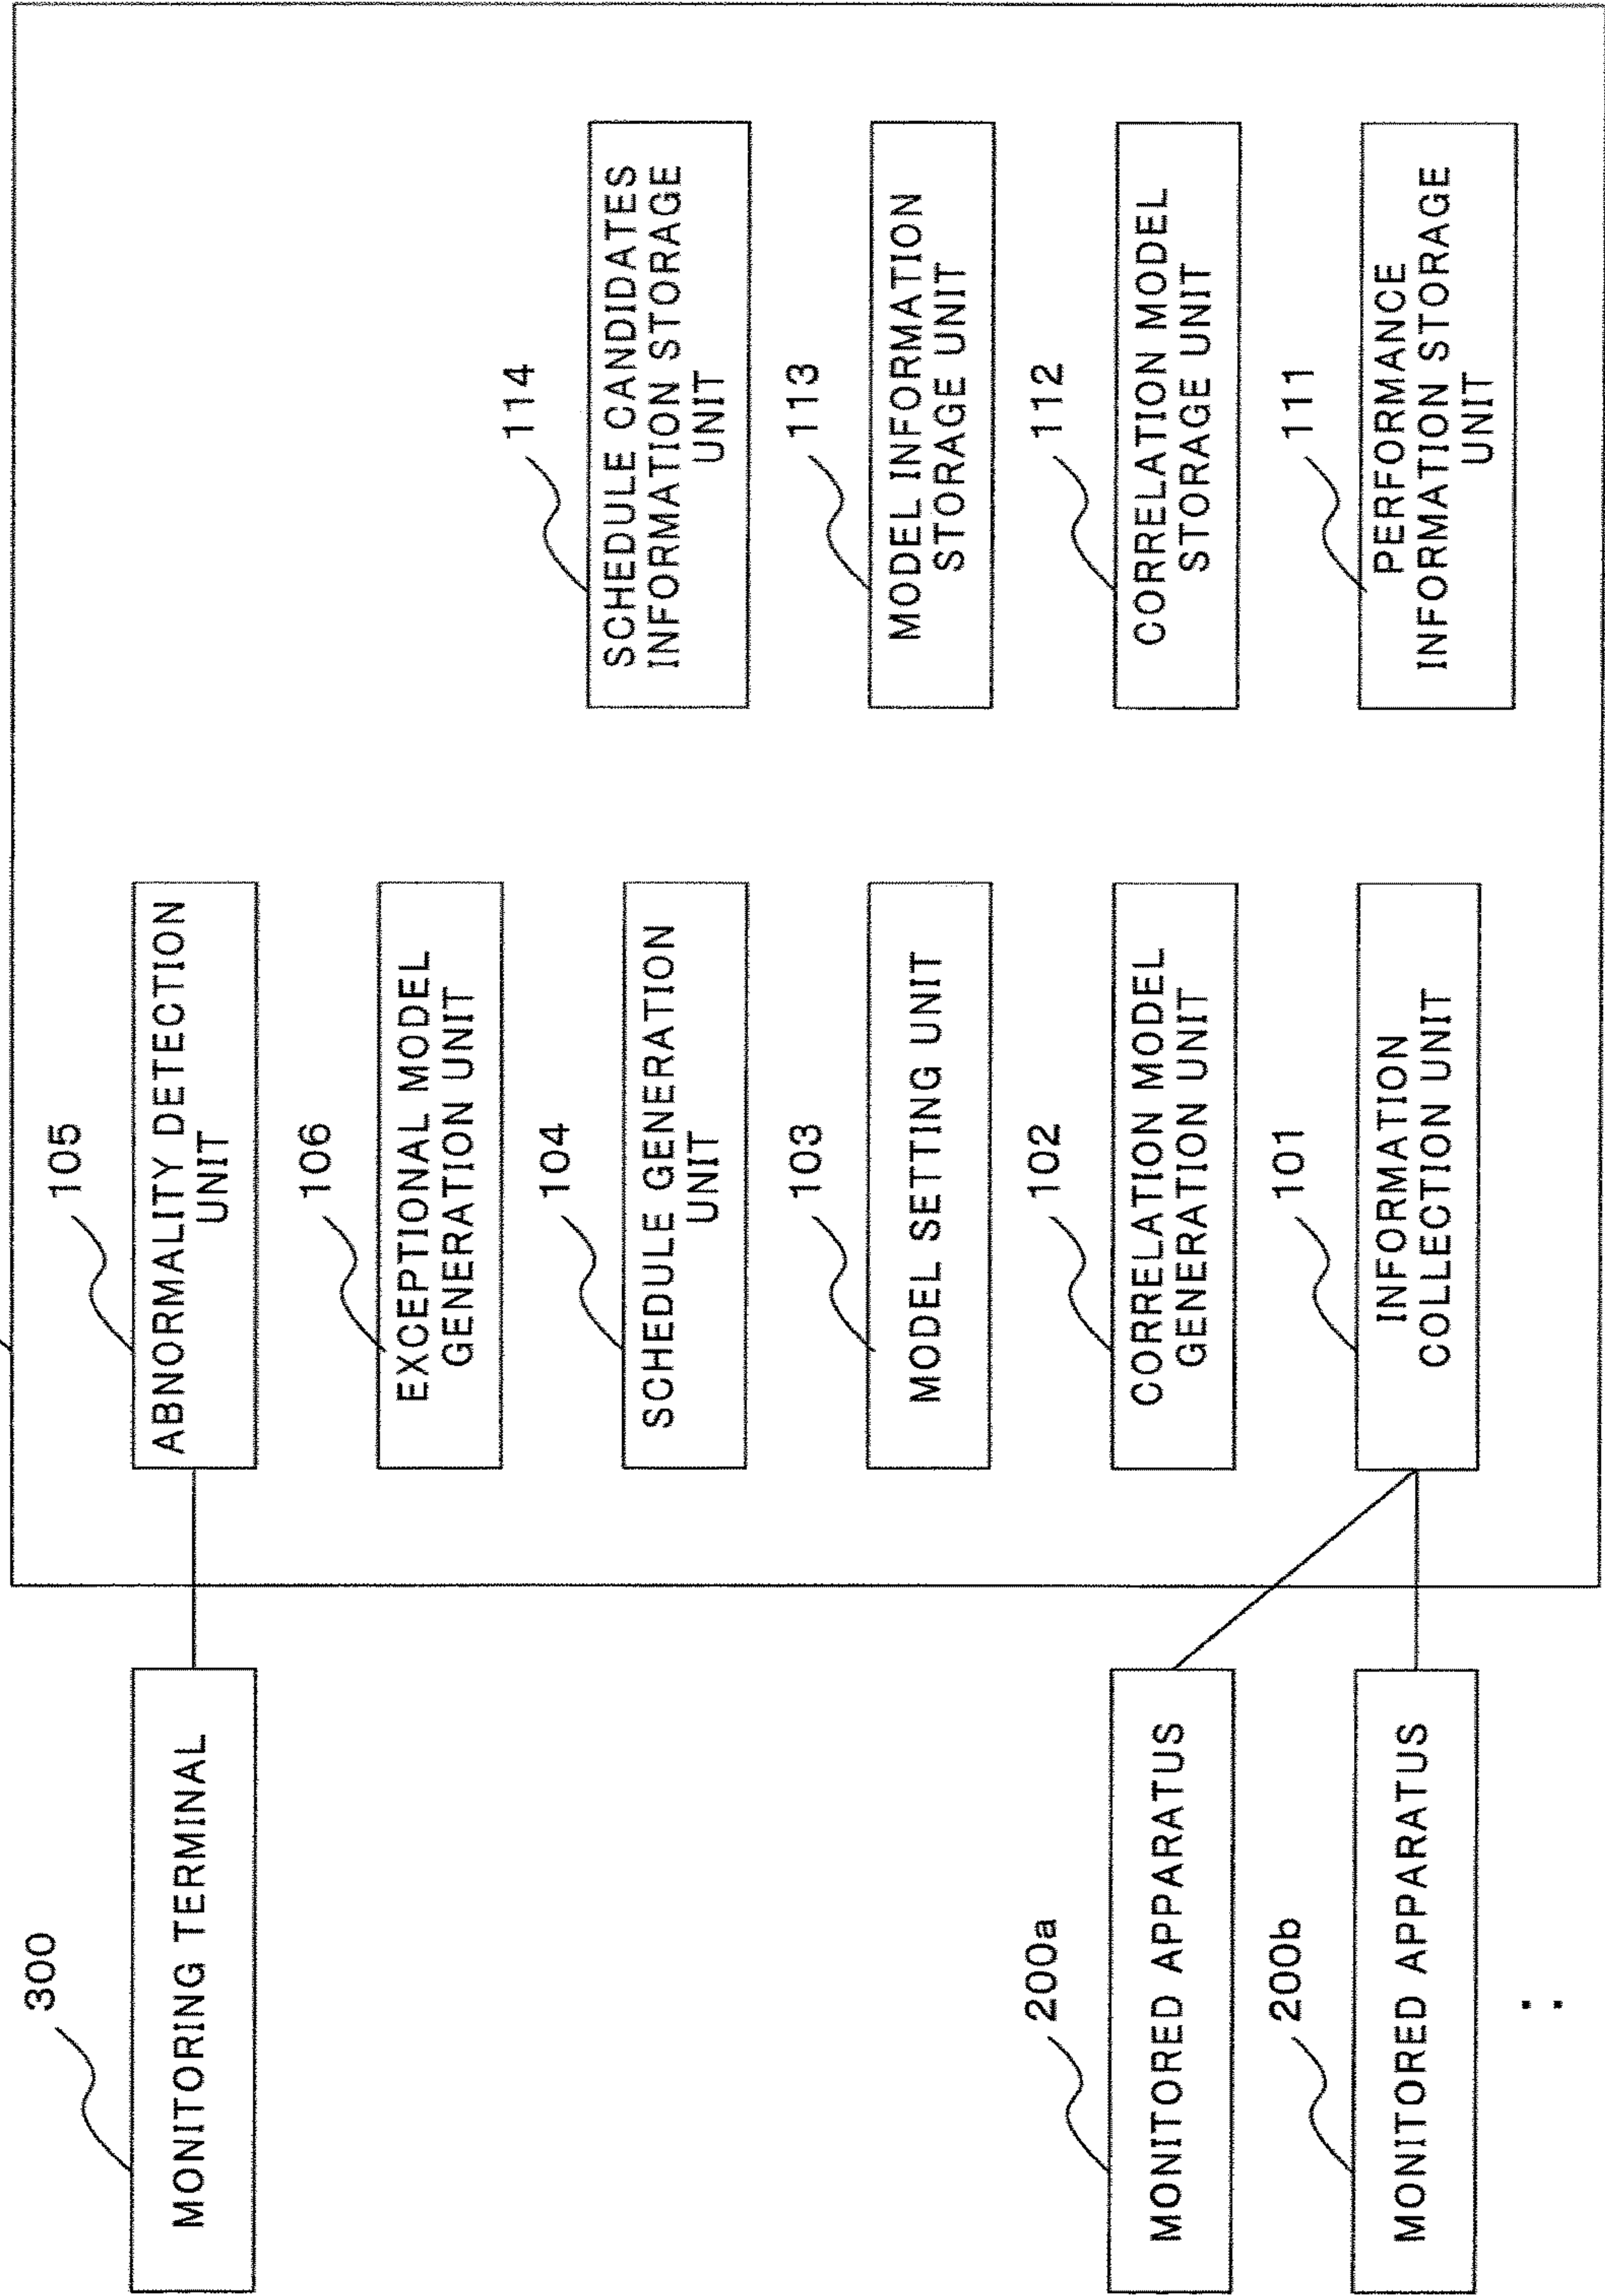 300
MONITORING TERMINAL
105
ABNORMALITY DETECTION
UNIT
106
EXCEPTIONAL MODEL
GENERATION UNIT
104
SCHEDULE GENERATION
UNIT
114
SCHEDULE CANDIDATES
INFORMATION STORAGE
UNIT
103
MODEL SETTING UNIT
113
MODEL INFORMATION
STORAGE UNIT
200a
MONITORED APPARATUS
102
CORRELATION MODEL
GENERATION UNIT
112
CORRELATION MODEL
STORAGE UNIT
200b
MONITORED APPARATUS
:
101
INFORMATION
COLLECTION UNIT
111
PERFORMANCE
INFORMATION STORAGE
UNIT